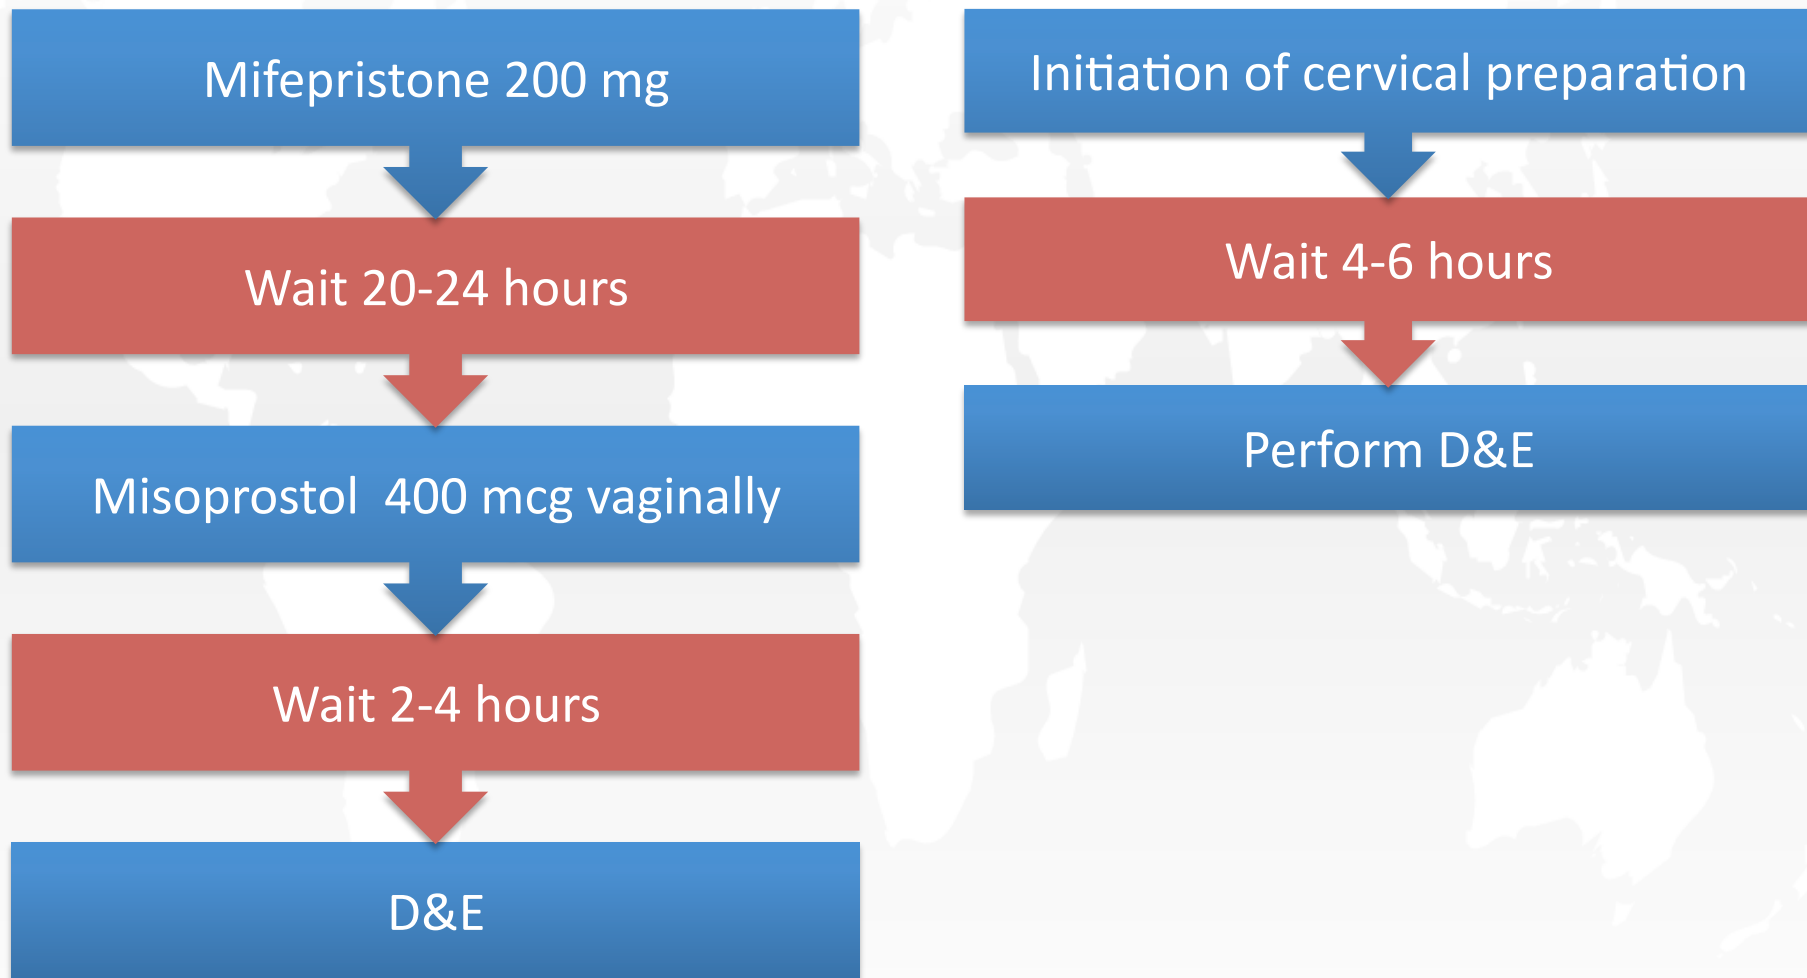 Mifepristone 200 mg
Wait 20-24 hours
Misoprostol  400 mcg vaginally
Wait 2-4 hours
D&E
Initiation of cervical preparation
Wait 4-6 hours
Perform D&E